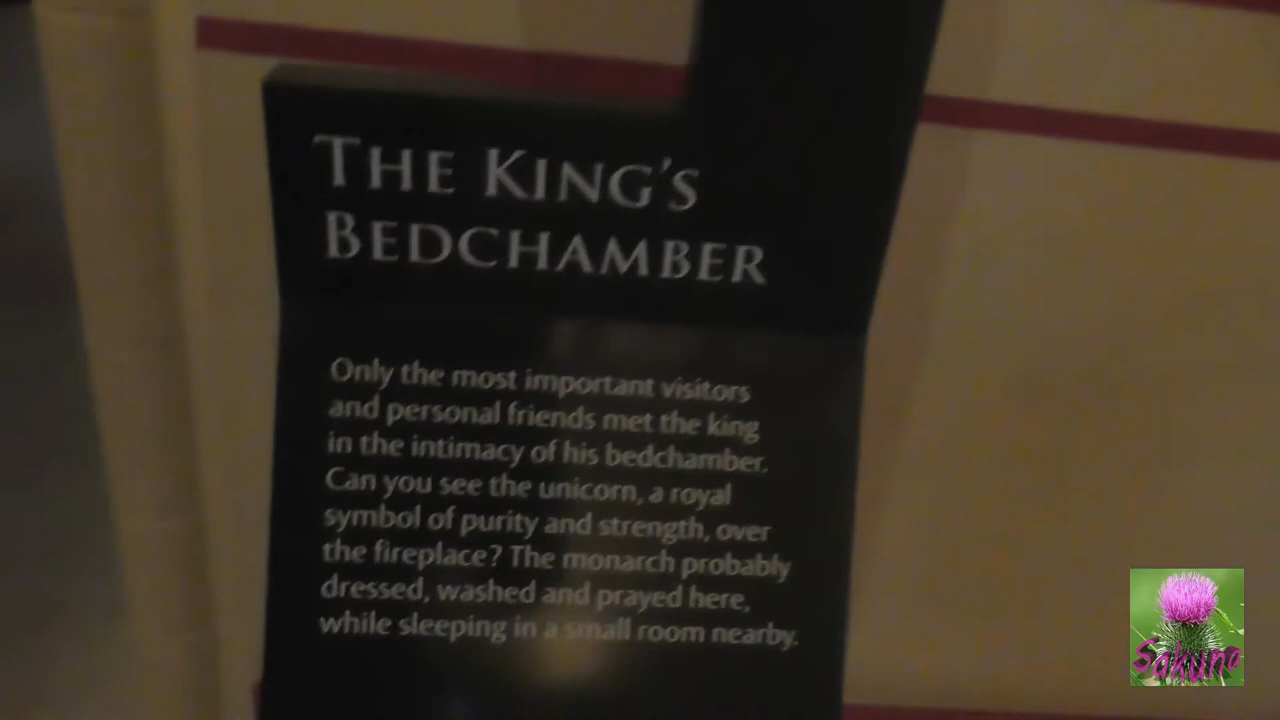 THE KING'S
BEDCHAMBER
Only the most important visitors
and personal friends met the king
in the intimacy of his bedchamber.
Can you see the unicorn, a royal
symbol of purity and strength, over
the fireplace? The monarch probably
dressed, washed and prayed here,
while sleeping in a small room nearby.
Sakuna